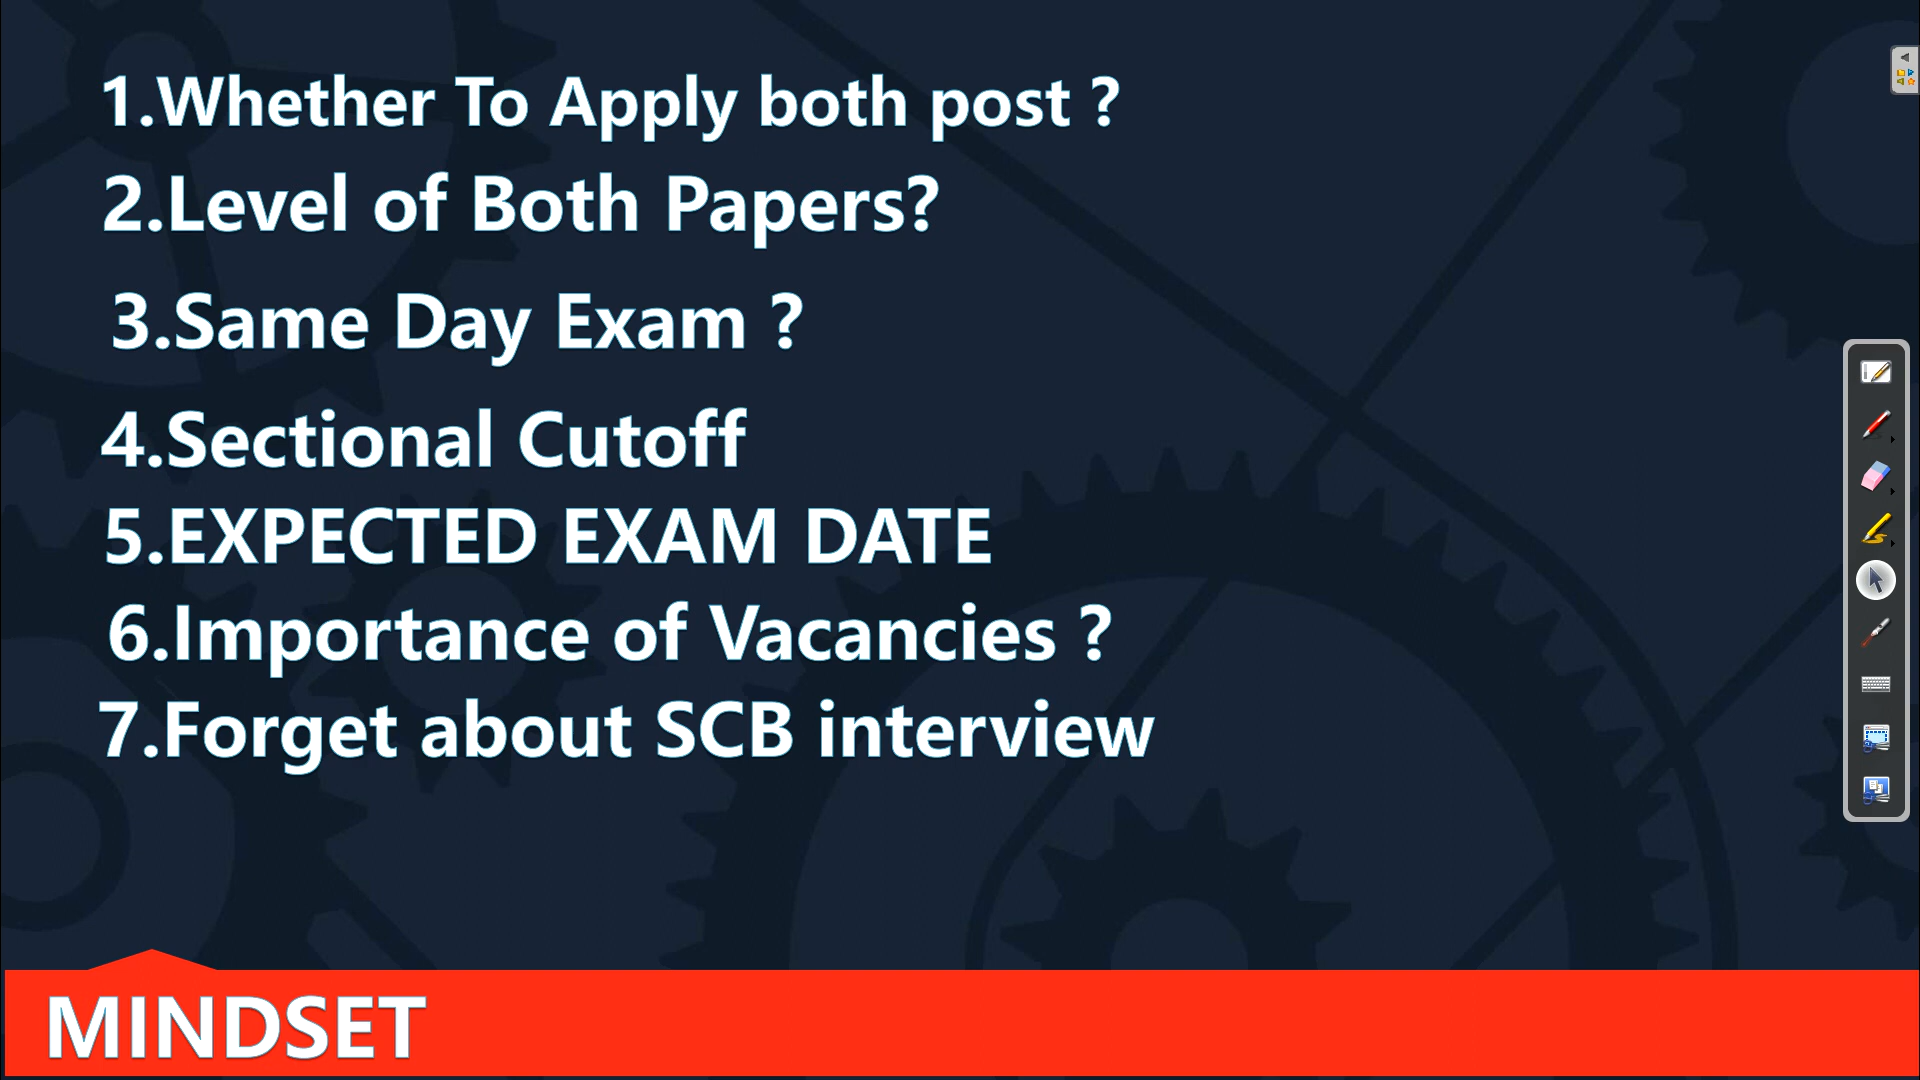 1.Whether To Apply both post ?
2.Level of Both Papers?
3.Same Day Exam ?
4.Sectional Cutoff
5.EXPECTED EXAM DATE
6.Importance of Vacancies ?
7.Forget about SCB interview
MINDSET